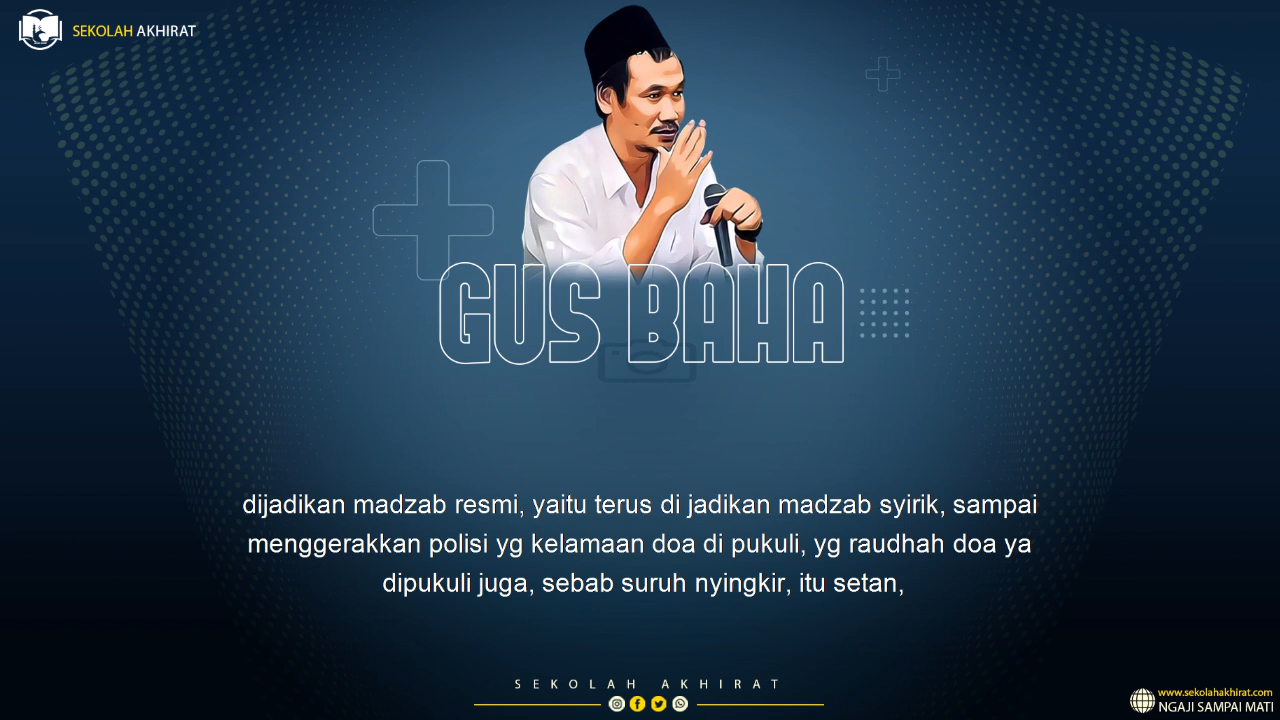 SEKOLAH AKHIRAT
GUS BAHA
dijadikan madzab resmi, yaitu terus di jadikan madzab syirik, sampai
menggerakkan polisi yg kelamaan doa di pukuli, yg raudhah doa ya
dipukuli juga, sebab suruh nyingkir, itu setan,
SEKOLAH AKHIRAT
www.sekolahakhirat.com
NGAJI SAMPAI MATI